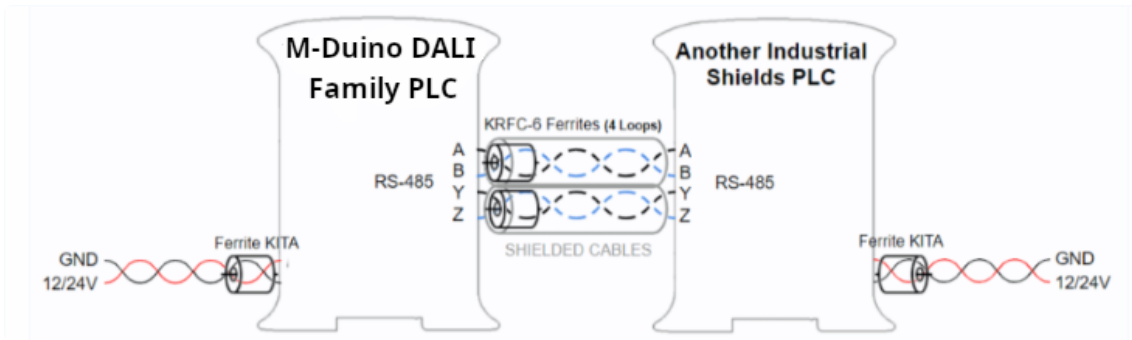 M-Duino DALI
Family PLC
Another Industrial
Shields PLC
KRFC-6 Ferrites (4 Loops)
A
B
RS-485
Y
Z
A
B
RS-485
Y
Z
SHIELDED CABLES
Ferrite KITA
GND
12/24V
Ferrite KITA
GND
12/24V